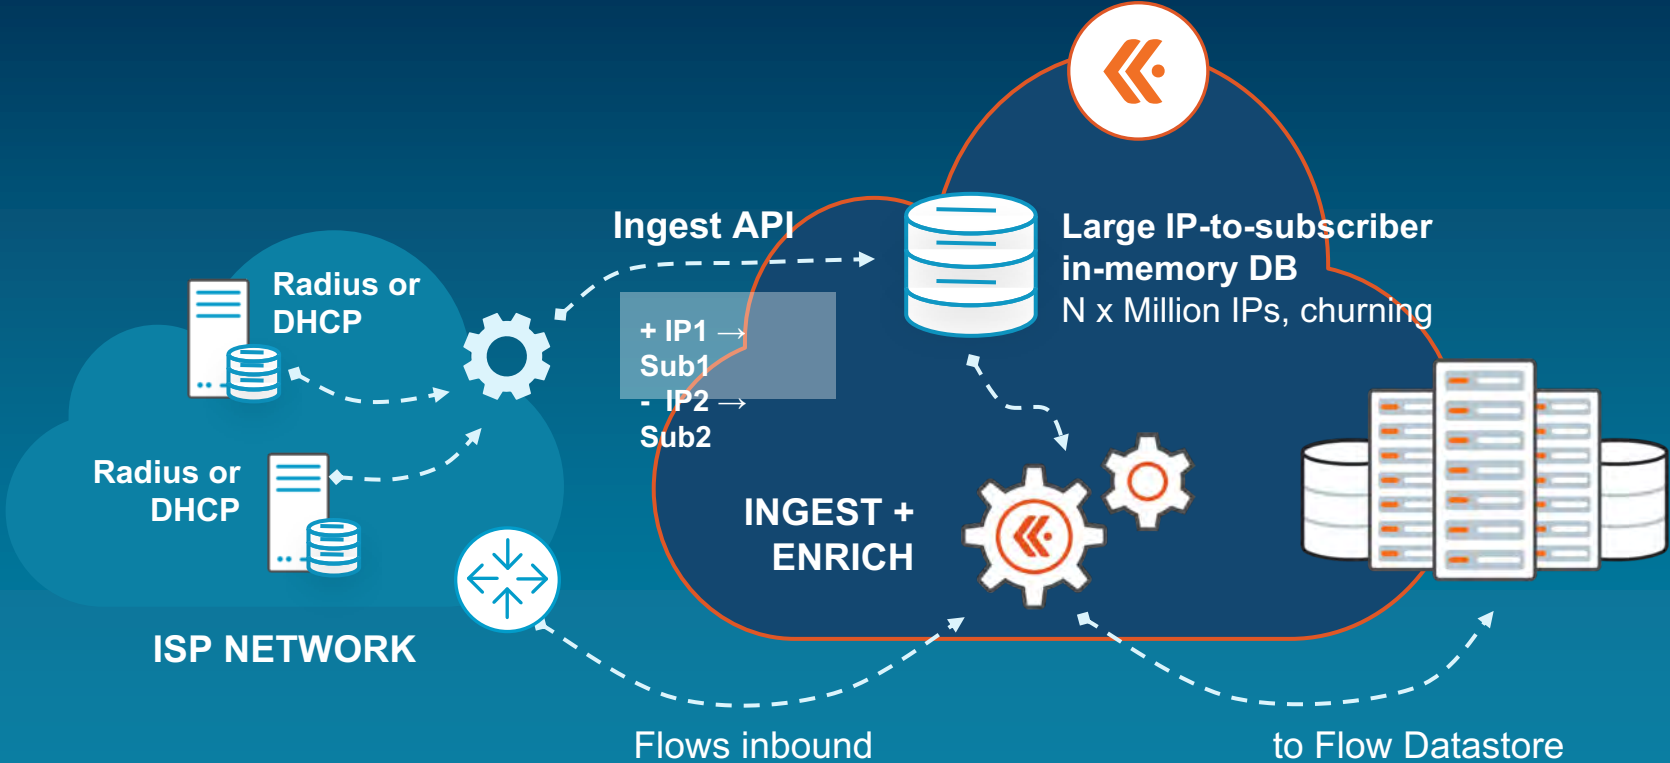 Ingest API
Large IP-to-subscriber
in-memory DB
N x Million IPs, churning
Radius or
DHCP
+ IP1 →
Sub1
- IP2 →
Sub2
Radius or
DHCP
INGEST +
ENRICH
ISP NETWORK
Flows inbound
to Flow Datastore